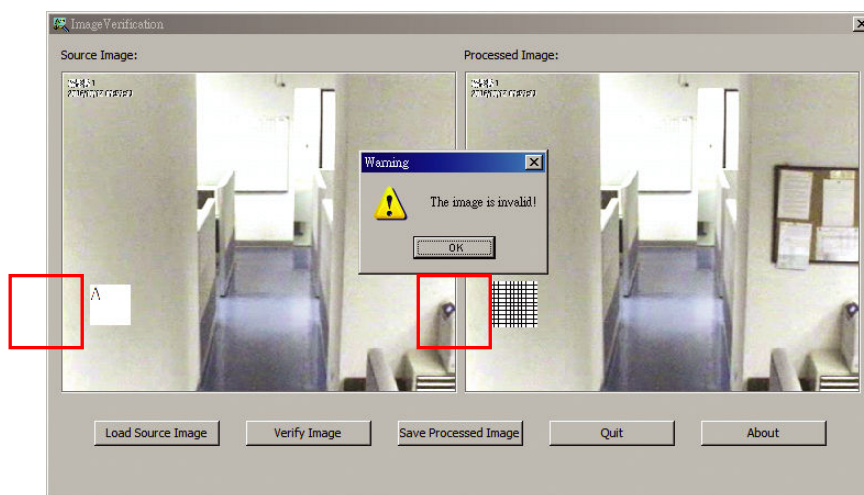 ImageVerification
Source Image:
Processed Image:
Warning
The image is invalid!
OK
A
Load Source Image
Verify Image
Save Processed Image
Quit
About